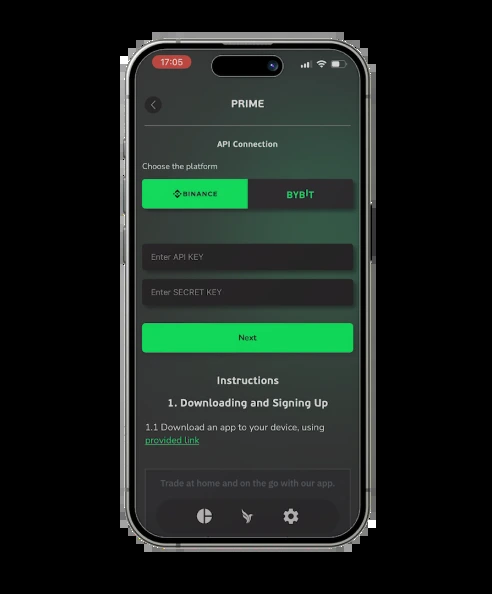 17:05
PRIME
API Connection
Choose the platform
BINANCE
BYBIT
Enter API KEY
Enter SECRET KEY
Next
Instructions
1. Downloading and Signing Up
1.1 Download an app to your device, using
provided link
Trade at home and on the go with our app.